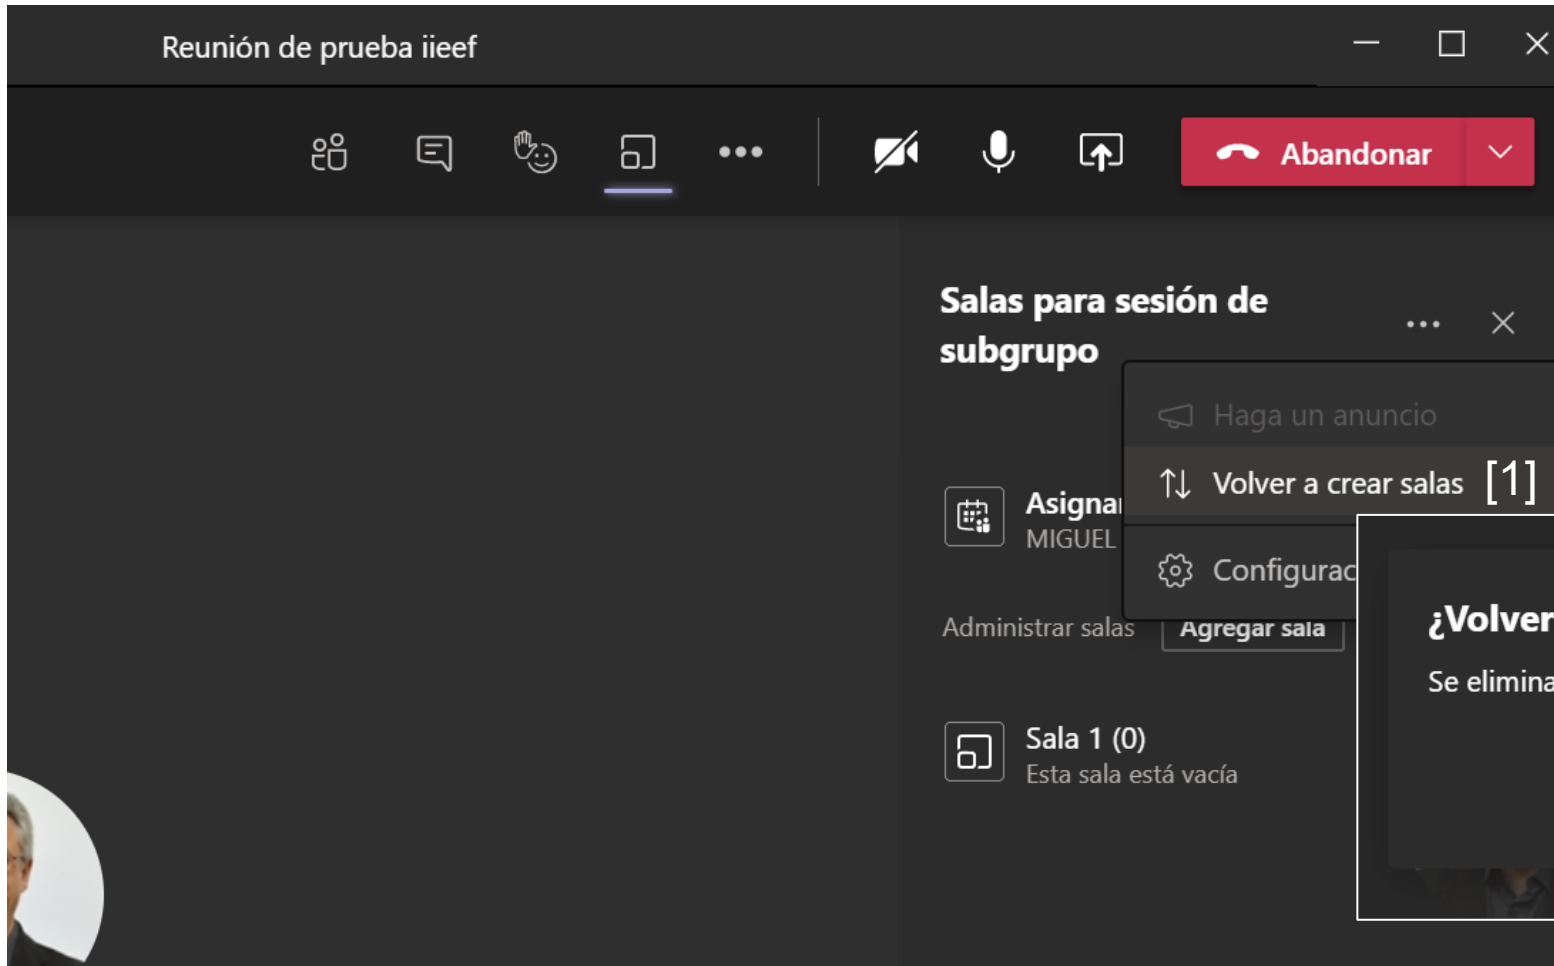 Reunión de prueba iieef
Abandonar
Salas para sesión de
subgrupo
Haga un anuncio
Volver a crear salas [1]
Asignar
MIGUEL
Configurac
¿Volver
Administrar salas Agregar sala
Se elimina
Sala 1 (0)
Esta sala está vacía